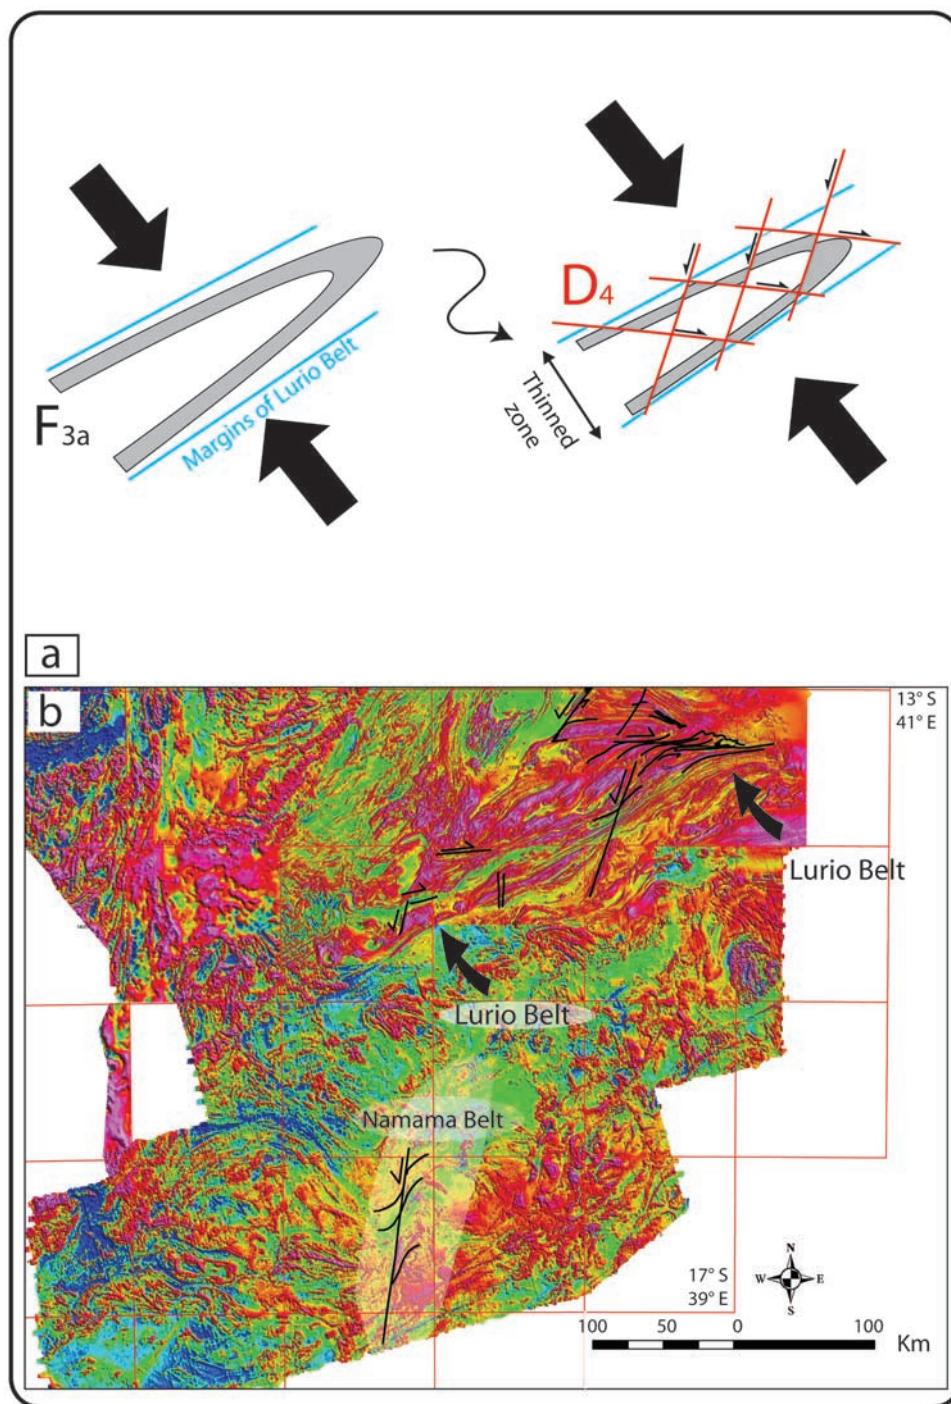 F3a
Margins of Lurio Belt
D4
Thinned
zone
a
b
13° S
41° E
Lurio Belt
Lurio Belt
Namama Belt
17° S
39° E
N
W E
S
100 50 0 100
Km